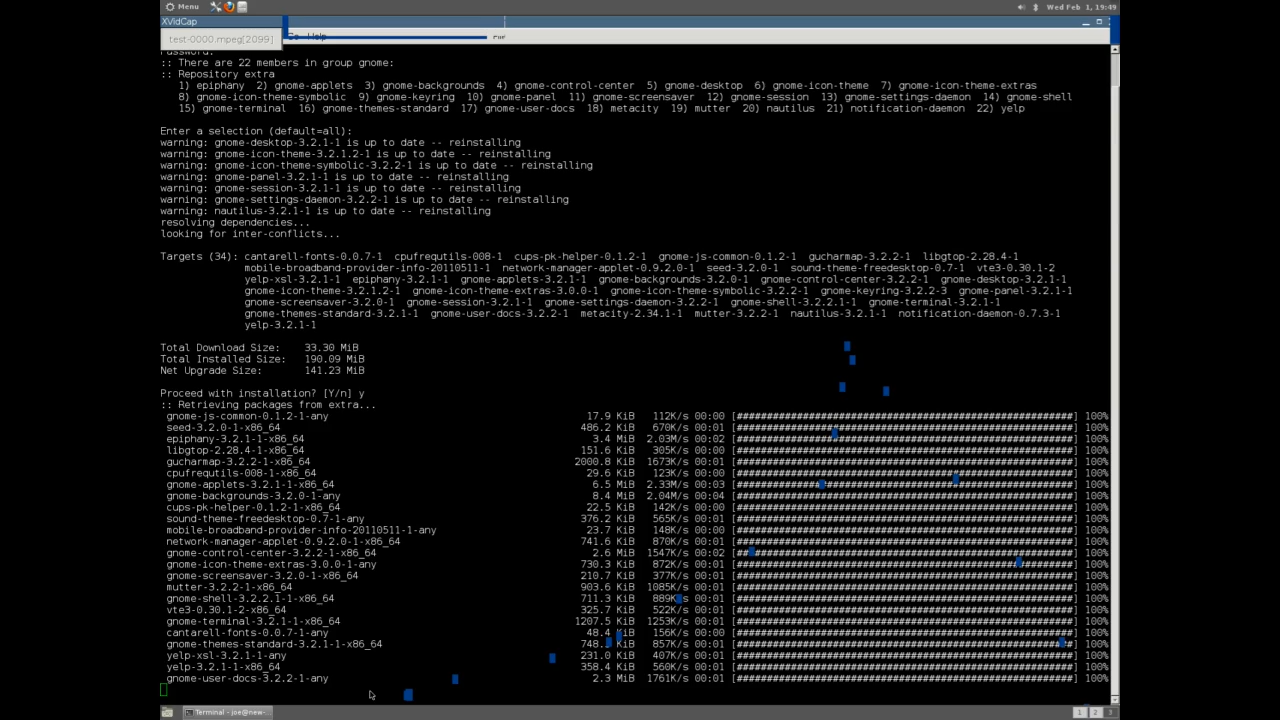 Menu
Wed Feb 1, 19:49
XVidCap
test-0000.mpeg[2099]
Go Help
Password:
:: There are 22 members in group gnome:
:: Repository extra
1) epiphany 2) gnome-applets 3) gnome-backgrounds 4) gnome-control-center 5) gnome-desktop 6) gnome-icon-theme 7) gnome-icon-theme-extras
8) gnome-icon-theme-symbolic 9) gnome-keyring 10) gnome-panel 11) gnome-screensaver 12) gnome-session 13) gnome-settings-daemon 14) gnome-shell
15) gnome-terminal 16) gnome-themes-standard 17) gnome-user-docs 18) metacity 19) mutter 20) nautilus 21) notification-daemon 22) yelp
Enter a selection (default=all):
warning: gnome-desktop-3.2.1-1 is up to date -- reinstalling
warning: gnome-icon-theme-3.2.1.2-1 is up to date -- reinstalling
warning: gnome-icon-theme-symbolic-3.2.2-1 is up to date -- reinstalling
warning: gnome-panel-3.2.1-1 is up to date -- reinstalling
warning: gnome-session-3.2.1-1 is up to date -- reinstalling
warning: gnome-settings-daemon-3.2.2-1 is up to date -- reinstalling
warning: nautilus-3.2.1-1 is up to date -- reinstalling
resolving dependencies...
looking for inter-conflicts...
Targets (34): cantarell-fonts-0.0.7-1 cpufrequtils-008-1 cups-pk-helper-0.1.2-1 gnome-js-common-0.1.2-1 gucharmap-3.2.2-1 libgtop-2.28.4-1
mobile-broadband-provider-info-20110511-1 network-manager-applet-0.9.2.0-1 seed-3.2.0-1 sound-theme-freedesktop-0.7-1 vte3-0.30.1-2
yelp-xsl-3.2.1-1 epiphany-3.2.1-1 gnome-applets-3.2.1-1 gnome-backgrounds-3.2.0-1 gnome-control-center-3.2.2-1 gnome-desktop-3.2.1-1
gnome-icon-theme-3.2.1.2-1 gnome-icon-theme-extras-3.0.0-1 gnome-icon-theme-symbolic-3.2.2-1 gnome-keyring-3.2.2-3 gnome-panel-3.2.1-1
gnome-screensaver-3.2.0-1 gnome-session-3.2.1-1 gnome-settings-daemon-3.2.2-1 gnome-shell-3.2.2.1-1 gnome-terminal-3.2.1-1
gnome-themes-standard-3.2.1-1 gnome-user-docs-3.2.2-1 metacity-2.34.1-1 mutter-3.2.2-1 nautilus-3.2.1-1 notification-daemon-0.7.3-1
yelp-3.2.1-1
Total Download Size: 33.30 MiB
Total Installed Size: 190.09 MiB
Net Upgrade Size: 141.23 MiB
Proceed with installation? [Y/n] y
:: Retrieving packages from extra...
gnome-js-common-0.1.2-1-any 17.9 KiB 112K/s 00:00 [########################################################] 100%
seed-3.2.0-1-x86_64 486.2 KiB 670K/s 00:01 [########################################################] 100%
epiphany-3.2.1-1-x86_64 3.4 MiB 2.03M/s 00:02 [########################################################] 100%
libgtop-2.28.4-1-x86_64 151.6 KiB 305K/s 00:00 [########################################################] 100%
gucharmap-3.2.2-1-x86_64 2000.8 KiB 1673K/s 00:01 [########################################################] 100%
cpufrequtils-008-1-x86_64 29.6 KiB 123K/s 00:00 [########################################################] 100%
gnome-applets-3.2.1-1-x86_64 6.5 MiB 2.33M/s 00:03 [########################################################] 100%
gnome-backgrounds-3.2.0-1-any 8.4 MiB 2.04M/s 00:04 [########################################################] 100%
cups-pk-helper-0.1.2-1-x86_64 22.5 KiB 142K/s 00:00 [########################################################] 100%
sound-theme-freedesktop-0.7-1-any 376.2 KiB 565K/s 00:01 [########################################################] 100%
mobile-broadband-provider-info-20110511-1-any 23.7 KiB 148K/s 00:00 [########################################################] 100%
network-manager-applet-0.9.2.0-1-x86_64 741.6 KiB 870K/s 00:01 [########################################################] 100%
gnome-control-center-3.2.2-1-x86_64 2.6 MiB 1547K/s 00:02 [########################################################] 100%
gnome-icon-theme-extras-3.0.0-1-any 730.3 KiB 872K/s 00:01 [########################################################] 100%
gnome-screensaver-3.2.0-1-x86_64 210.7 KiB 377K/s 00:01 [########################################################] 100%
mutter-3.2.2-1-x86_64 903.6 KiB 1085K/s 00:01 [########################################################] 100%
gnome-shell-3.2.2.1-1-x86_64 711.3 KiB 889K/s 00:01 [########################################################] 100%
vte3-0.30.1-2-x86_64 325.7 KiB 522K/s 00:01 [########################################################] 100%
gnome-terminal-3.2.1-1-x86_64 1207.5 KiB 1253K/s 00:01 [########################################################] 100%
cantarell-fonts-0.0.7-1-any 48.4 KiB 156K/s 00:00 [########################################################] 100%
gnome-themes-standard-3.2.1-1-x86_64 748. KiB 857K/s 00:01 [########################################################] 100%
yelp-xsl-3.2.1-1-any 231.0 KiB 407K/s 00:01 [########################################################] 100%
yelp-3.2.1-1-x86_64 358.4 KiB 560K/s 00:01 [########################################################] 100%
gnome-user-docs-3.2.2-1-any 2.3 MiB 1761K/s 00:01 [########################################################] 100%
Terminal - joe@new-
1 2 3